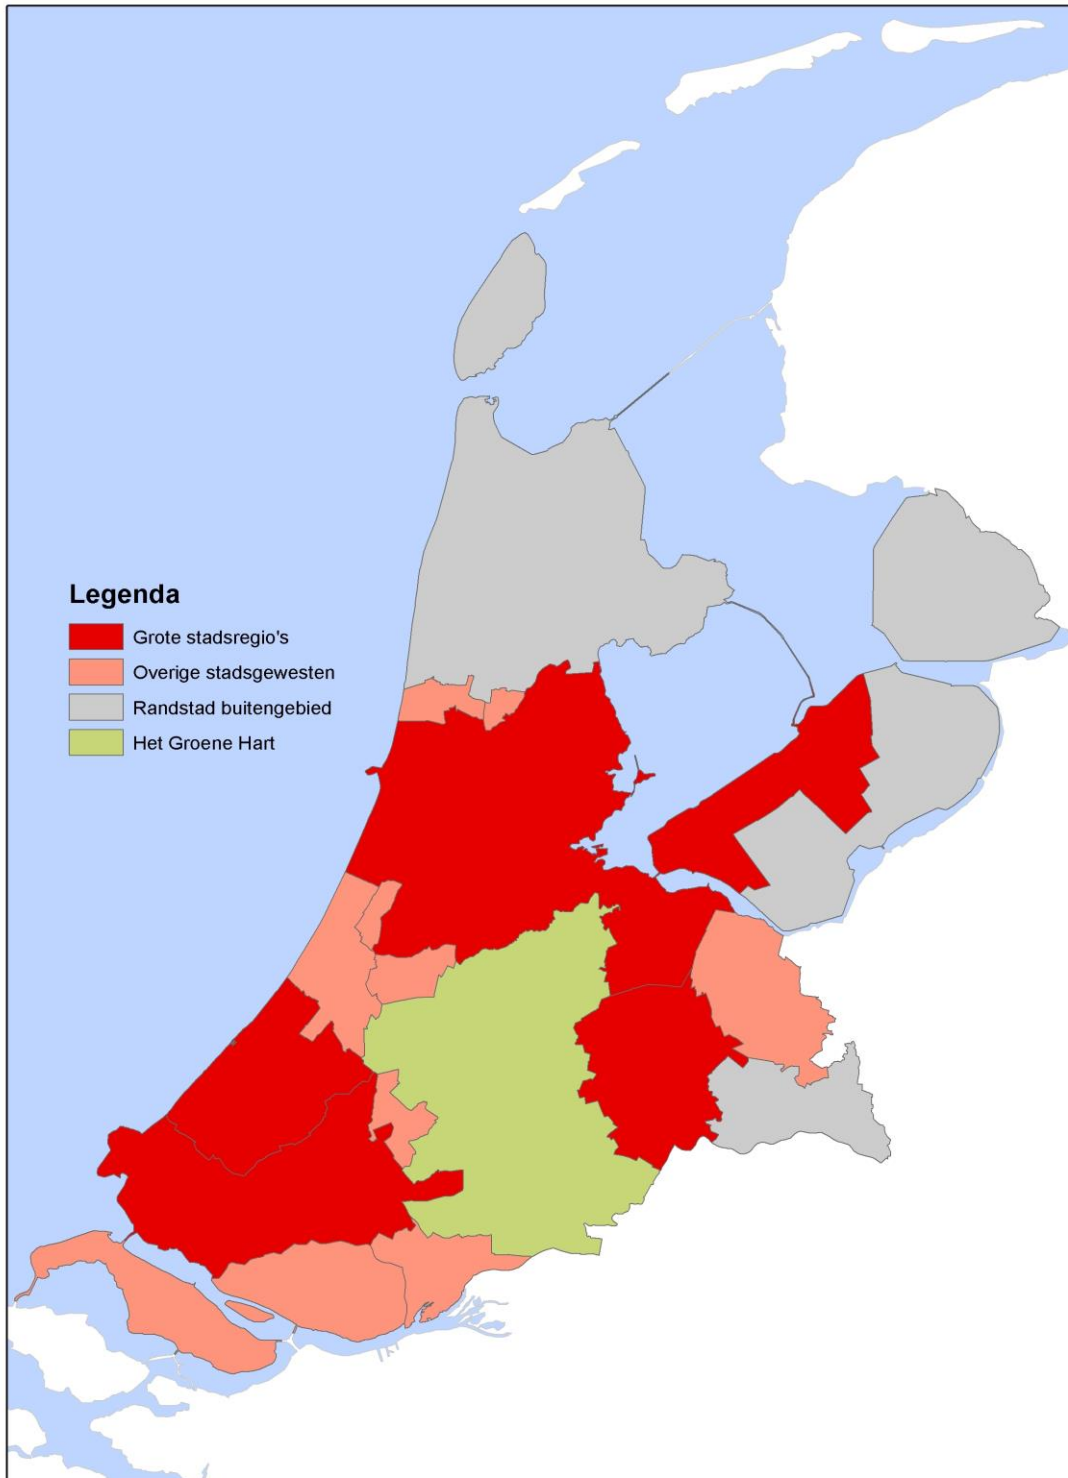 Legenda
Grote stadsregio's
Overige stadsgewesten
Randstad buitengebied
Het Groene Hart